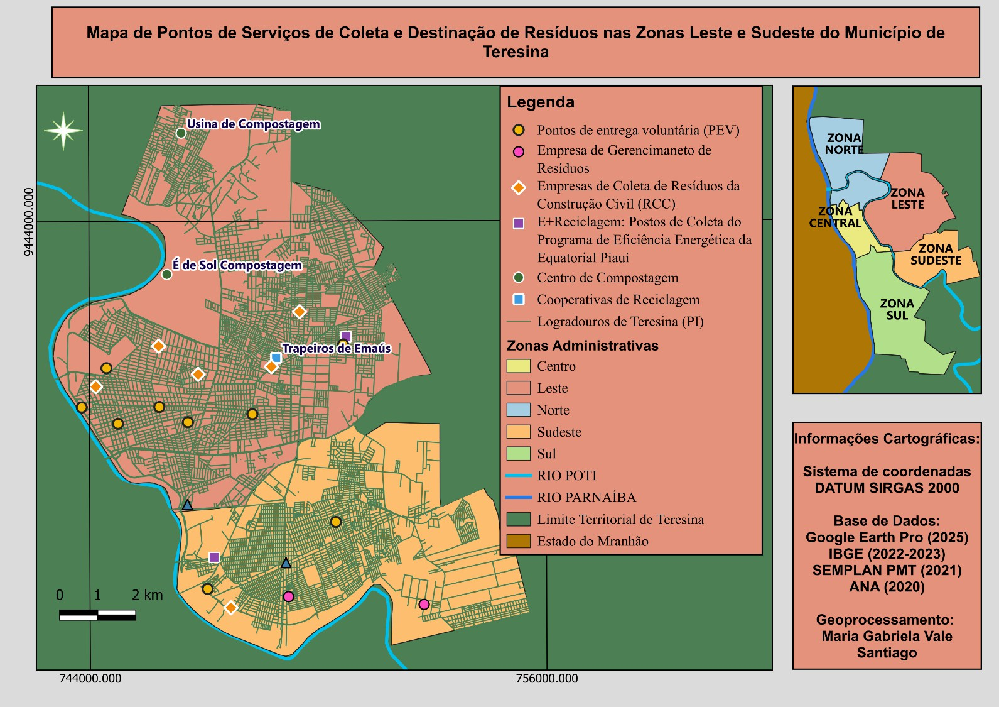 Mapa de Pontos de Serviços de Coleta e Destinação de Resíduos nas Zonas Leste e Sudeste do Município de
Teresina
Usina de Compostagem
É de Sol Compostagem
Trapeiros de Emaús
9444000.000
0 1 2 km
744000.000
756000.000
Legenda
Pontos de entrega voluntária (PEV)
Empresa de Gerencimaneto de
Resíduos
Empresas de Coleta de Resíduos da
Construção Civil (RCC)
E+Reciclagem: Postos de Coleta do
Programa de Eficiência Energética da
Equatorial Piauí
Centro de Compostagem
Cooperativas de Reciclagem
Logradouros de Teresina (PI)
Zonas Administrativas
Centro
Leste
Norte
Sudeste
Sul
RIO POTI
RIO PARNAÍBA
Limite Territorial de Teresina
Estado do Mranhão
ZONA
NORTE
ZONA
LESTE
ZONA
CENTRAL
ZONA
SUDESTE
ZONA
SUL
Informações Cartográficas:
Sistema de coordenadas
DATUM SIRGAS 2000
Base de Dados:
Google Earth Pro (2025)
IBGE (2022-2023)
SEMPLAN PMT (2021)
ANA (2020)
Geoprocessamento:
Maria Gabriela Vale
Santiago